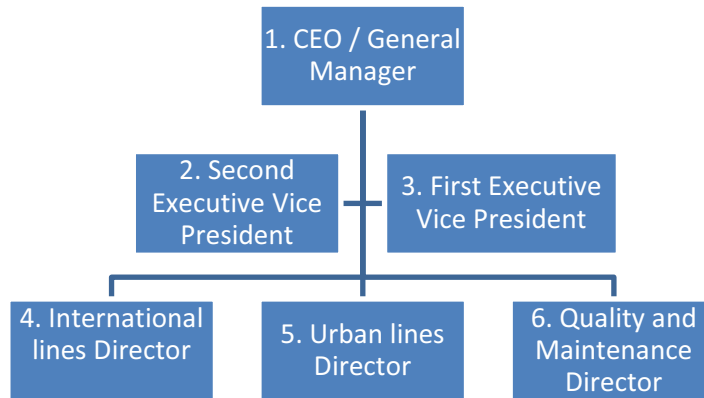 1. CEO / General
Manager
2. Second
Executive Vice
President
3. First Executive
Vice President
4. International
lines Director
5. Urban lines
Director
6. Quality and
Maintenance
Director